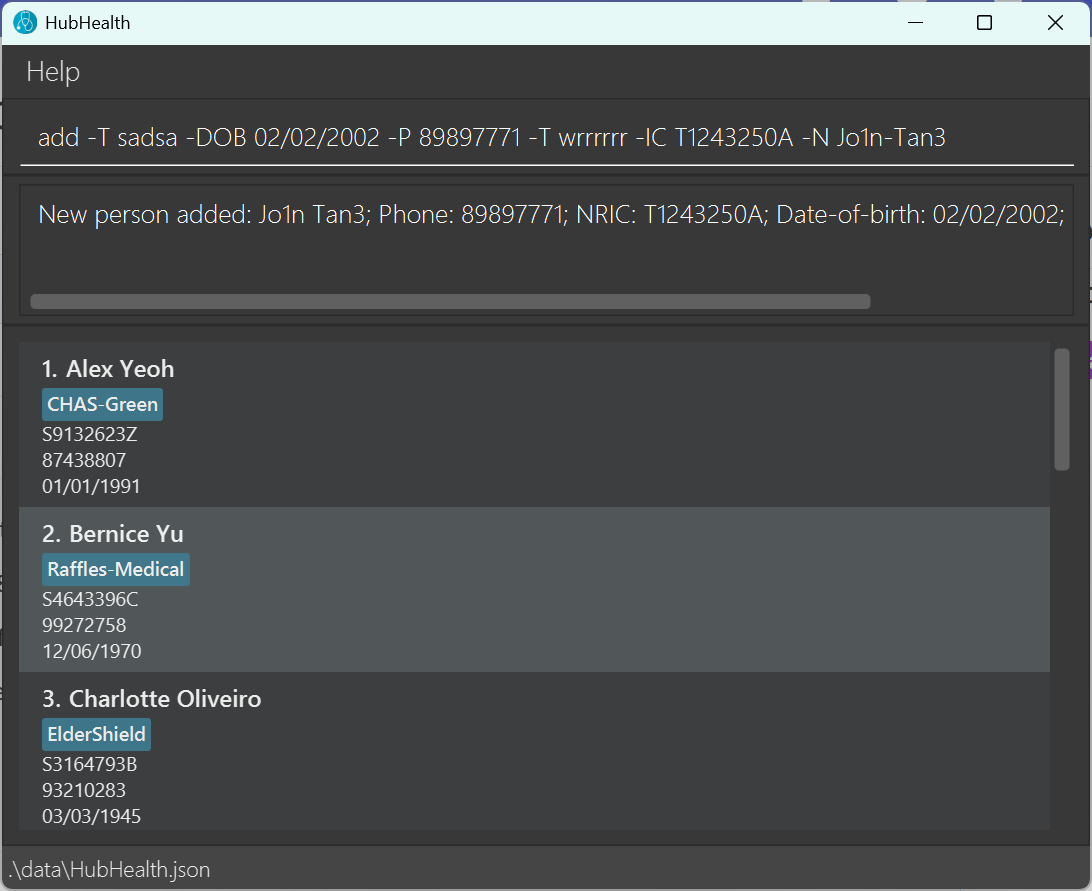 HubHealth
Help
add -T sadsa -DOB 02/02/2002 -P 89897771 -T wrrrrrr -IC T1243250A -N Jo1n-Tan3
New person added: Jo1n Tan3; Phone: 89897771; NRIC: T1243250A; Date-of-birth: 02/02/2002;
1. Alex Yeoh
CHAS-Green
S9132623Z
87438807
01/01/1991
2. Bernice Yu
Raffles-Medical
S4643396C
99272758
12/06/1970
3. Charlotte Oliveiro
ElderShield
S3164793B
93210283
03/03/1945
.\data\HubHealth.json